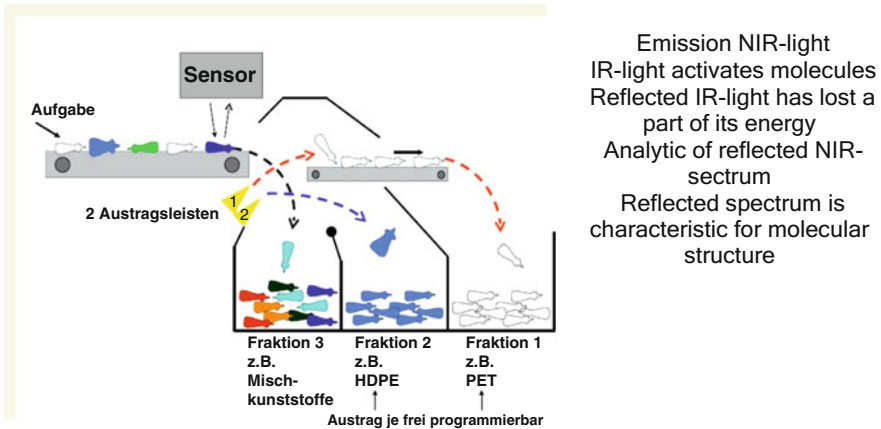 Sensor
Aufgabe
2 Austragsleisten
1
2
Fraktion 3
z.B.
Misch-
kunststoffe
Fraktion 2
z.B.
HDPE
Fraktion 1
z.B.
PET
Austrag je frei programmierbar
Emission NIR-light
IR-light activates molecules
Reflected IR-light has lost a
part of its energy
Analytic of reflected NIR-
sectrum
Reflected spectrum is
characteristic for molecular
structure